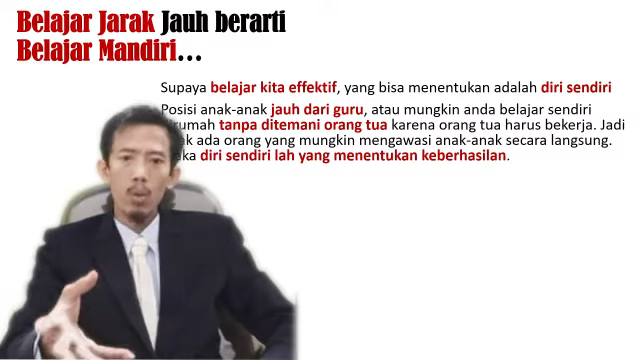 Belajar Jarak Jauh berarti
Belajar Mandiri...
Supaya belajar kita effektif, yang bisa menentukan adalah diri sendiri
Posisi anak-anak jauh dari guru, atau mungkin anda belajar sendiri
dirumah tanpa ditemani orang tua karena orang tua harus bekerja. Jadi
ada orang yang mungkin mengawasi anak-anak secara langsung.
diri sendiri lah yang menentukan keberhasilan.